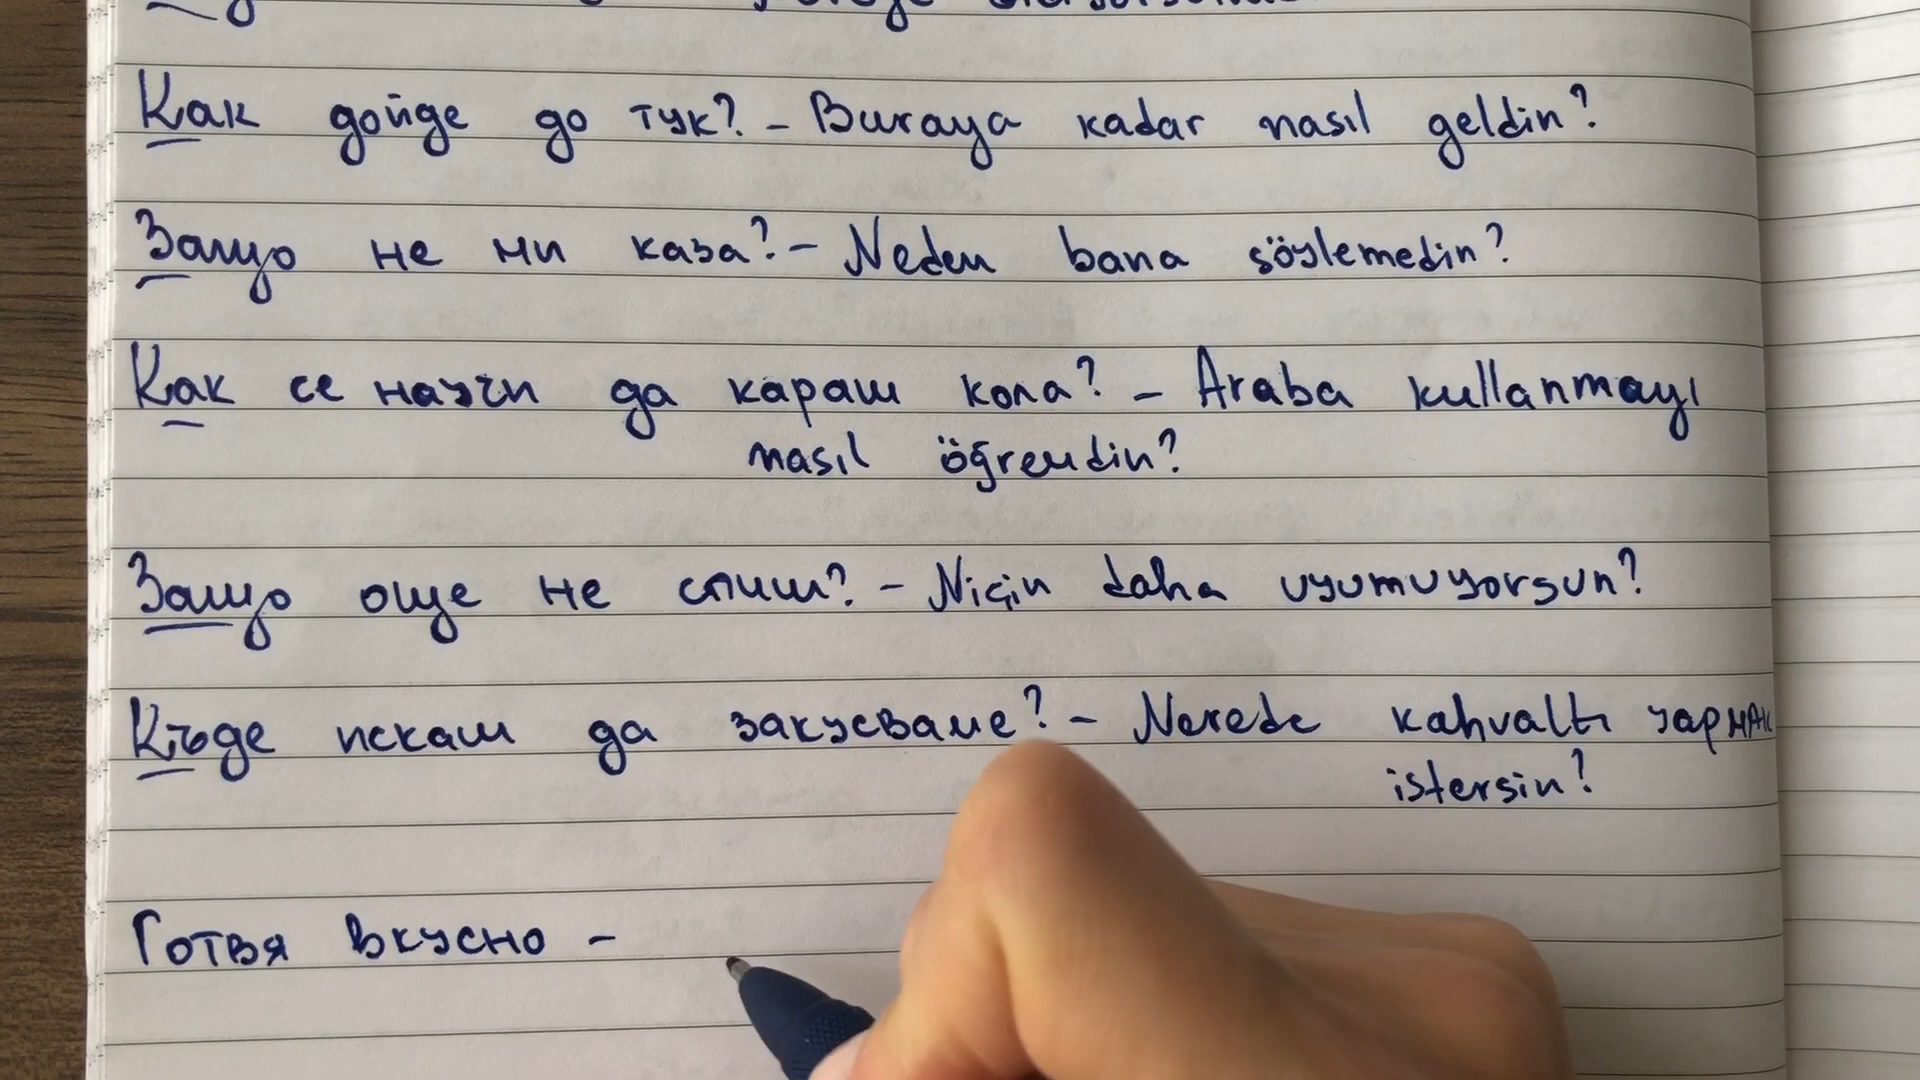 Как дойде до тук? - Buraya kadar nasıl geldin?
Защо не ми каза? - Neden bana söylemedin?
Как се научи да караш кола? - Araba kullanmayı
nasıl öğrendin?
Защо още не спиш? - Niçin daha uyumuyorsun?
Къде искаш да закусваме? - Nerede kahvaltı yapmak
istersin?
Готвя вкусно -